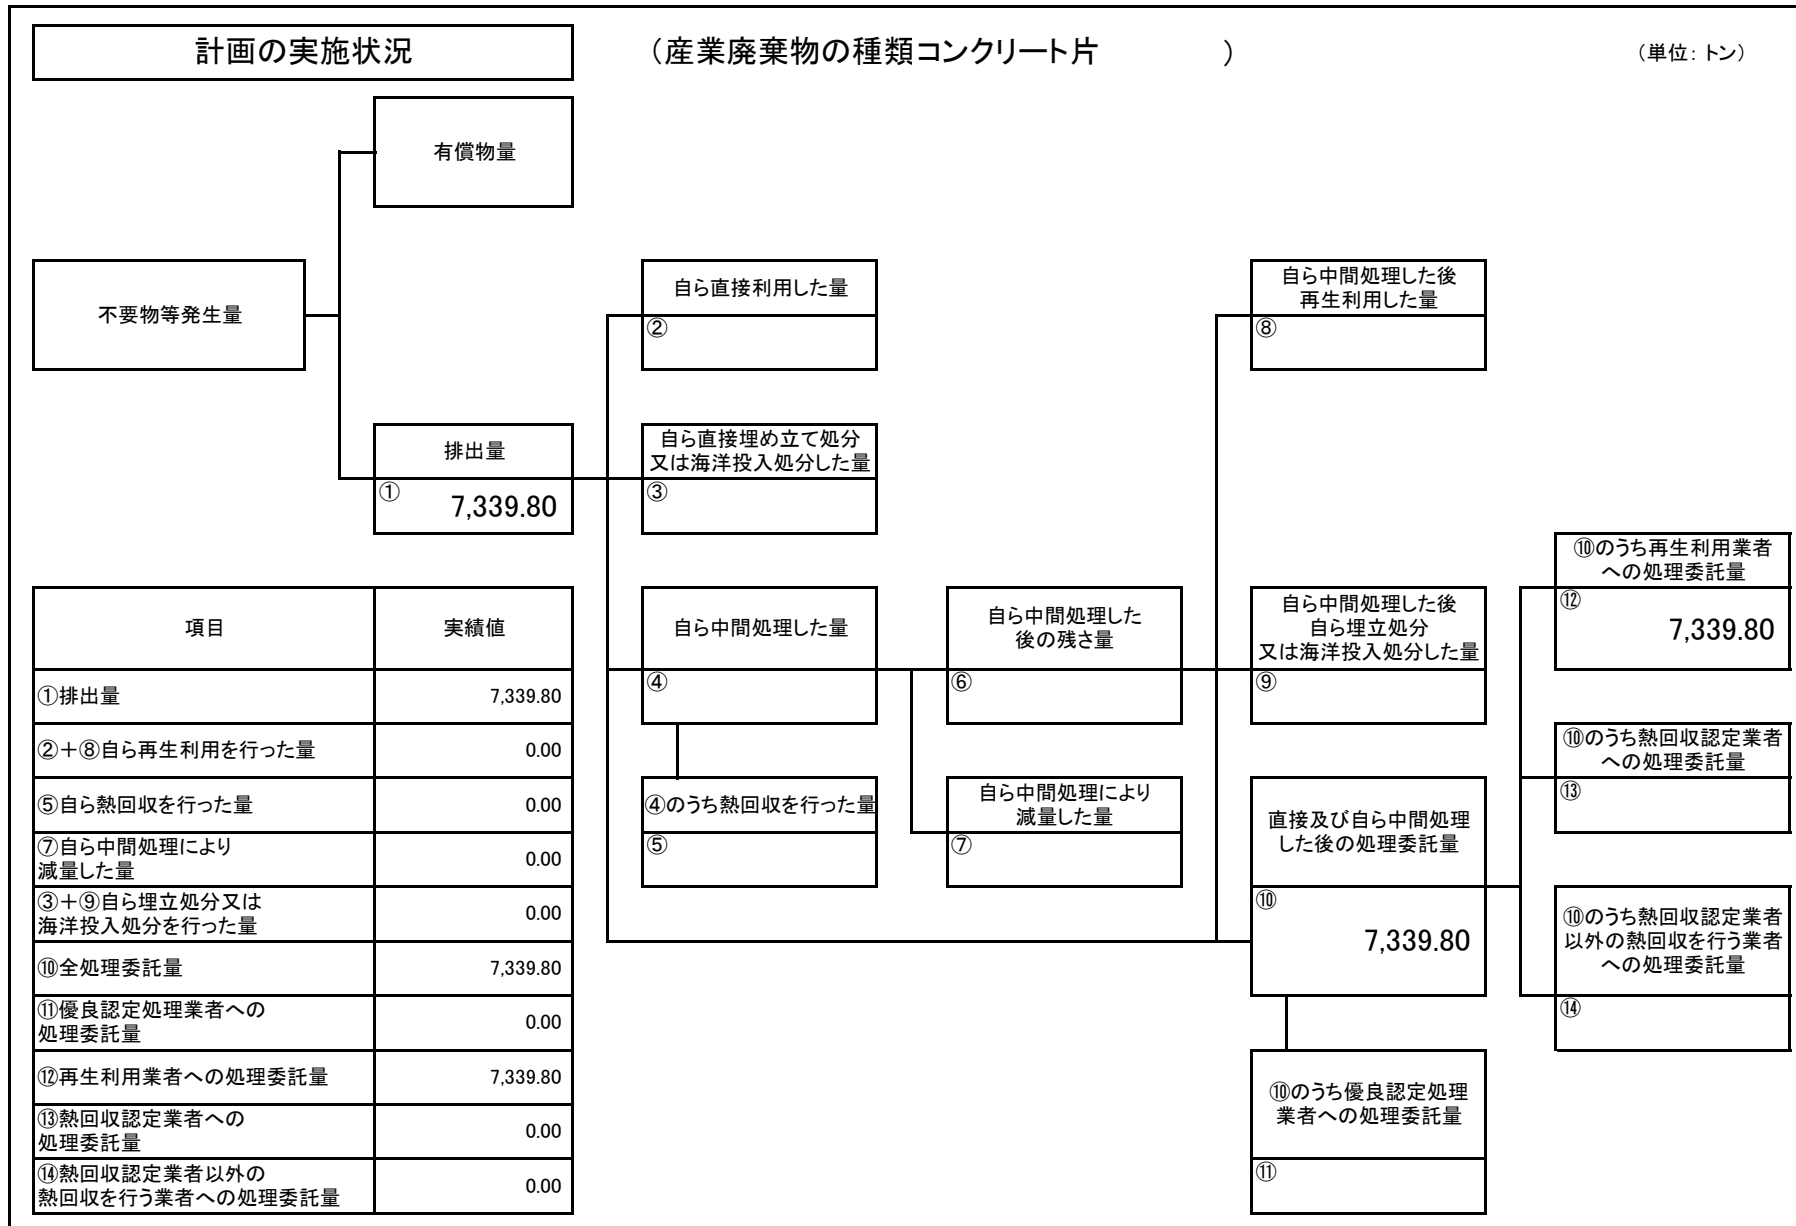 計画の実施状況
（産業廃棄物の種類コンクリート片　　　　）
（単位：トン）
有償物量
不要物等発生量
自ら直接利用した量
②
自ら中間処理した後
再生利用した量
⑧
排出量
① 7,339.80
自ら直接埋め立て処分
又は海洋投入処分した量
③
⑩のうち再生利用業者
への処理委託量
⑫
7,339.80
自ら中間処理した量
④
自ら中間処理した
後の残さ量
⑥
自ら中間処理した後
自ら埋立処分
又は海洋投入処分した量
⑨
⑩のうち熱回収認定業者
への処理委託量
⑬
④のうち熱回収を行った量
⑤
自ら中間処理により
減量した量
⑦
直接及び自ら中間処理
した後の処理委託量
⑩
7,339.80
⑩のうち熱回収認定業者
以外の熱回収を行う業者
への処理委託量
⑭
⑩のうち優良認定処理
業者への処理委託量
⑪
項目 実績値
①排出量 7,339.80
②＋⑧自ら再生利用を行った量 0.00
⑤自ら熱回収を行った量 0.00
⑦自ら中間処理により
減量した量 0.00
③＋⑨自ら埋立処分又は
海洋投入処分を行った量 0.00
⑩全処理委託量 7,339.80
⑪優良認定処理業者への
処理委託量 0.00
⑫再生利用業者への処理委託量 7,339.80
⑬熱回収認定業者への
処理委託量 0.00
⑭熱回収認定業者以外の
熱回収を行う業者への処理委託量 0.00